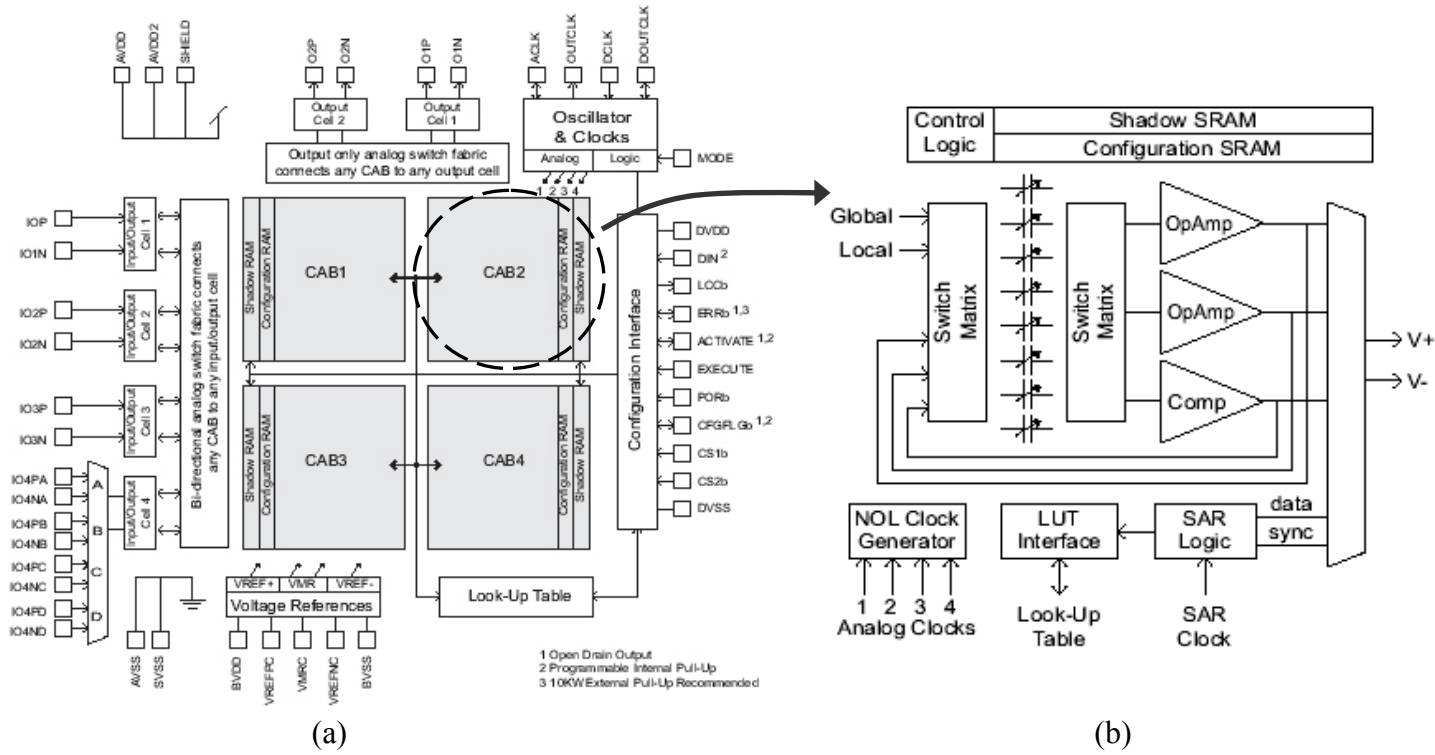 AVDD
AVDD2
SHIELD
O2P
O2N
O1P
O1N
ACLK
OUTCLK
DCLK
DOUTCLK
Output
Cell 2
Output
Cell 1
Output only analog switch fabric
connects any CAB to any output cell
Oscillator
& Clocks
Analog
Logic
1 2 3 4
MODE
IOP
IO1N
IO2P
IO2N
IO3P
IO3N
IO4PA
IO4NA
IO4PB
IO4NB
IO4PC
IO4NC
IO4PD
IO4ND
A
B
C
D
Input/Output
Cell 1
Input/Output
Cell 2
Input/Output
Cell 3
Input/Output
Cell 4
Bi-directional analog switch fabric connects
any CAB to any input/output cell
Shadow RAM
Configuration RAM
CAB1
CAB2
Configuration RAM
Shadow RAM
Shadow RAM
Configuration RAM
CAB3
CAB4
Configuration RAM
Shadow RAM
Configuration Interface
DVDD
DIN 2
LCCb
ERRb 1,3
ACTIVATE 1,2
EXECUTE
PORb
CFGFLGb 1,2
CS1b
CS2b
DVSS
VREF+
VMR
VREF-
Voltage References
Look-Up Table
AVSS
SVSS
BVDD
VREFPC
VMRC
VREFNC
BVSS
1 Open Drain Output
2 Programmable Internal Pull-Up
3 10KW External Pull-Up Recommended
(a)
Control
Logic
Shadow SRAM
Configuration SRAM
Global
Local
Switch
Matrix
Switch
Matrix
OpAmp
OpAmp
Comp
V+
V-
NOL Clock
Generator
LUT
Interface
SAR
Logic
data
sync
1 2 3 4
Analog Clocks
Look-Up
Table
SAR
Clock
(b)